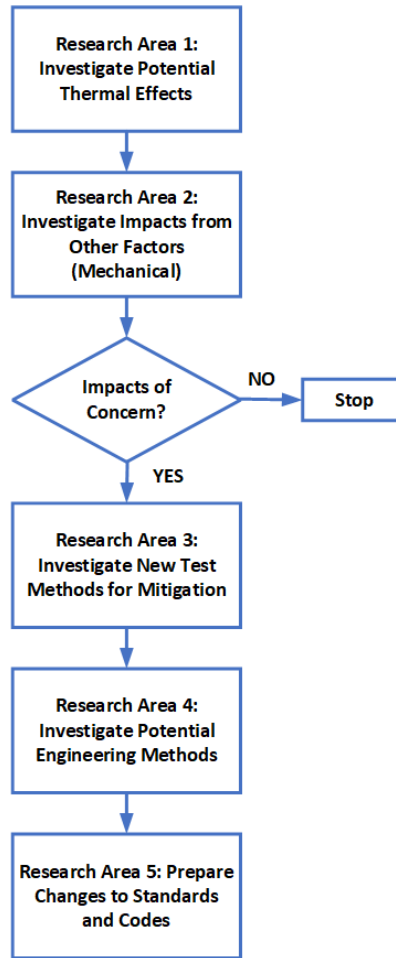 Research Area 1:
Investigate Potential
Thermal Effects
Research Area 2:
Investigate Impacts from
Other Factors
(Mechanical)
Impacts of
Concern?
NO
Stop
YES
Research Area 3:
Investigate New Test
Methods for Mitigation
Research Area 4:
Investigate Potential
Engineering Methods
Research Area 5: Prepare
Changes to Standards
and Codes